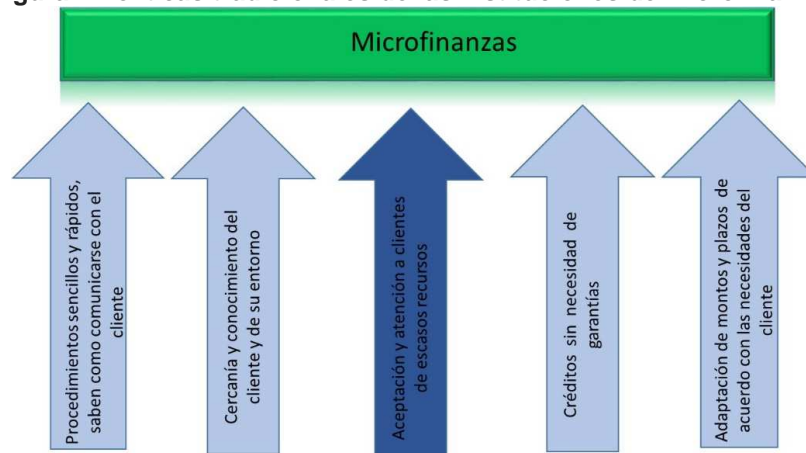 Microfinanzas
Procedimientos sencillos y rápidos,
saben como comunicarse con el
cliente
Cercanía y conocimiento del
cliente y de su entorno
Aceptación y atención a clientes
de escasos recursos
Créditos sin necesidad de
garantías
Adaptación de montos y plazos de
acuerdo con las necesidades del
cliente